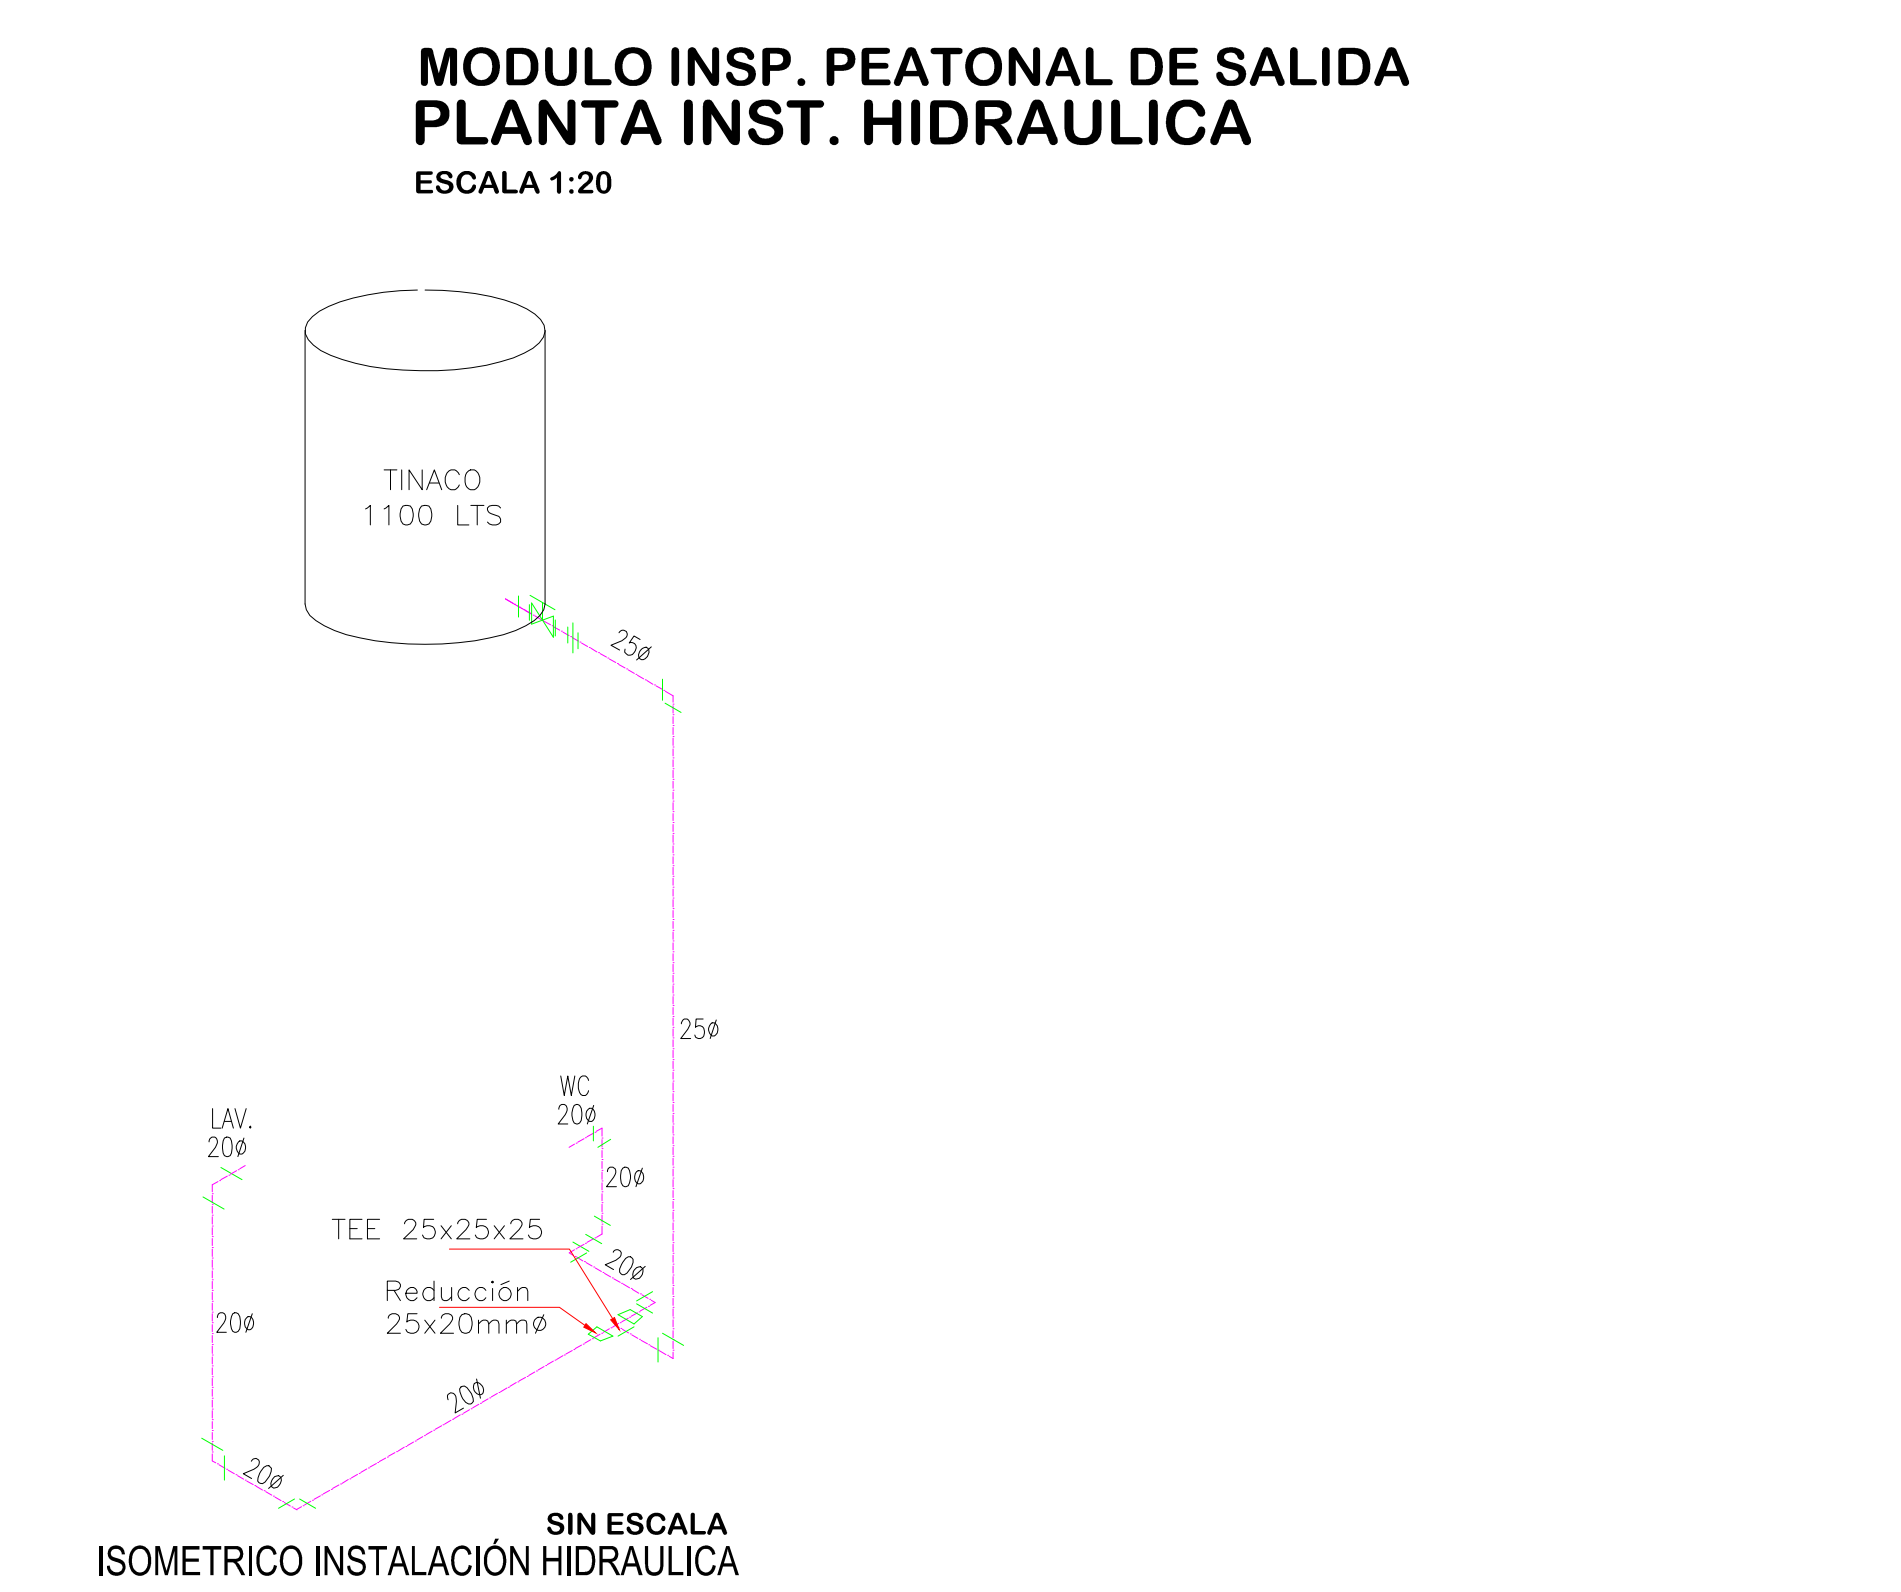 MODULO INSP. PEATONAL DE SALIDA
PLANTA INST. HIDRAULICA
ESCALA 1:20
TINACO
1100 LTS
25ø
25ø
WC
20ø
LAV.
20ø
20ø
TEE 25x25x25
20ø
Reducción
25x20mmØ
20ø
20ø
20ø
SIN ESCALA
ISOMETRICO INSTALACIÓN HIDRAULICA